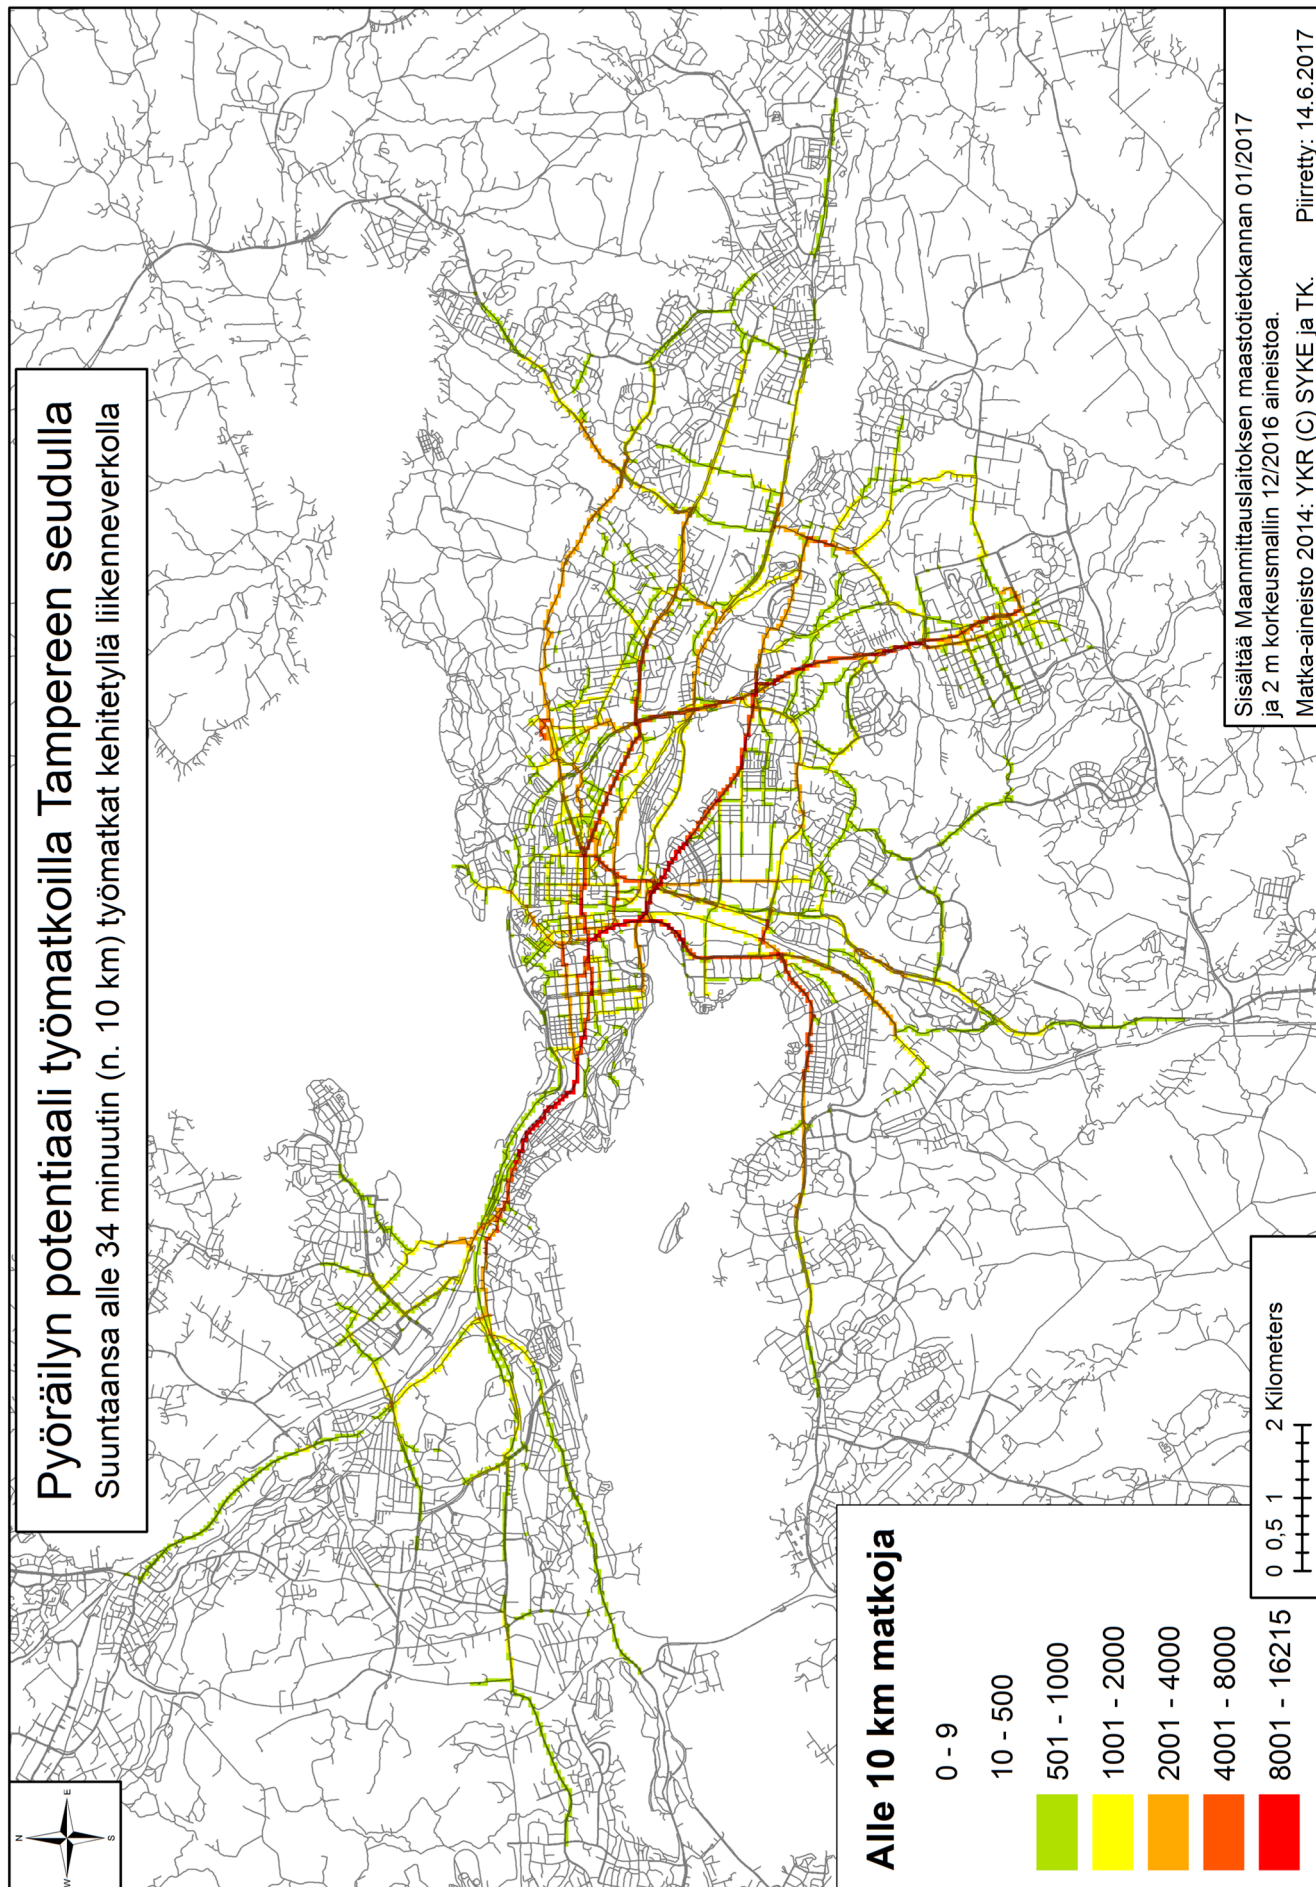 Pyöräilyn potentiaali työmatkoilla Tampereen seudulla
Suuntaansa alle 34 minuutin (n. 10 km) työmatkat kehitetyllä liikenneverkolla
N
W
E
S
Alle 10 km matkoja
0 - 9
10 - 500
501 - 1000
1001 - 2000
2001 - 4000
4001 - 8000
8001 - 16215
0 0,5 1 2 Kilometers
Sisältää Maanmittauslaitoksen maastotietokannan 01/2017
ja 2 m korkeusmallin 12/2016 aineistoa.
Matka-aineisto 2014: YKR (C) SYKE ja TK. Piirretty: 14.6.2017